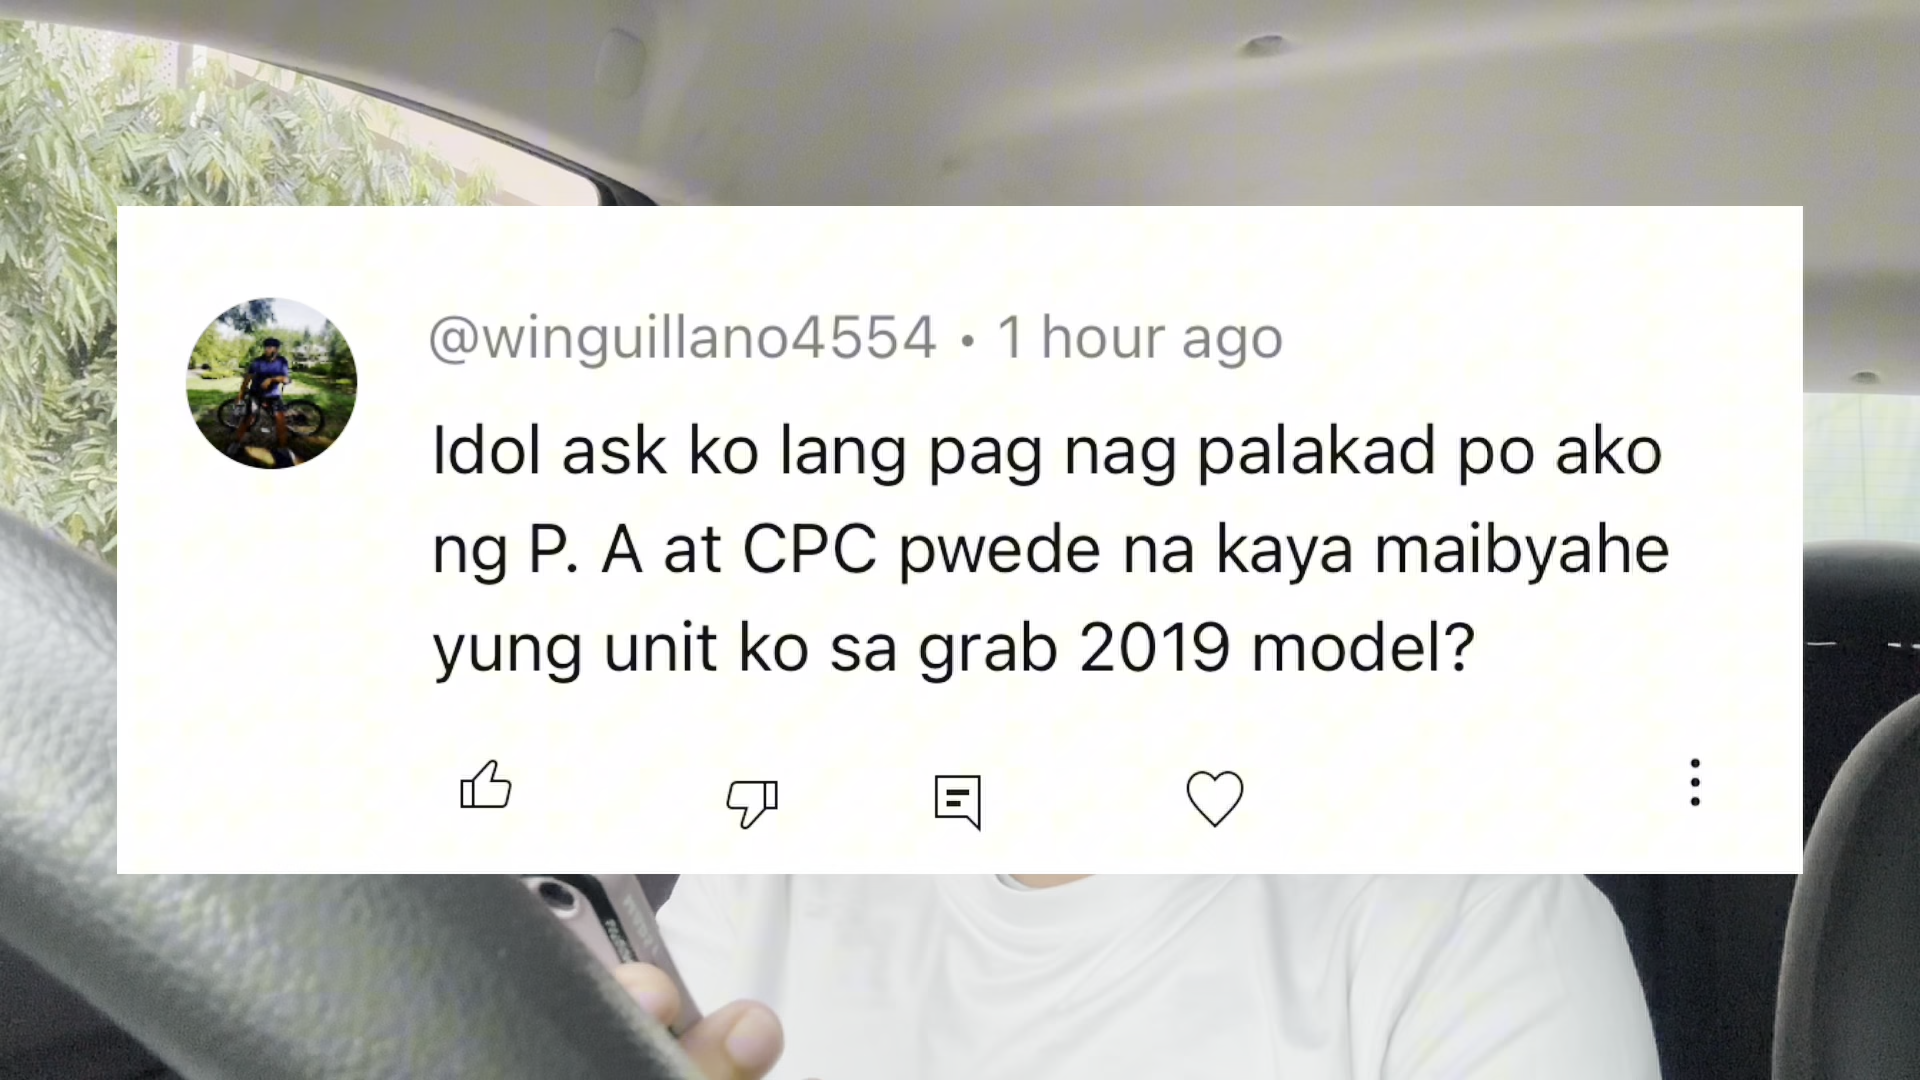 @winguillano4554 • 1 hour ago
Idol ask ko lang pag nag palakad po ako
ng P. A at CPC pwede na kaya maibyahe
yung unit ko sa grab 2019 model?